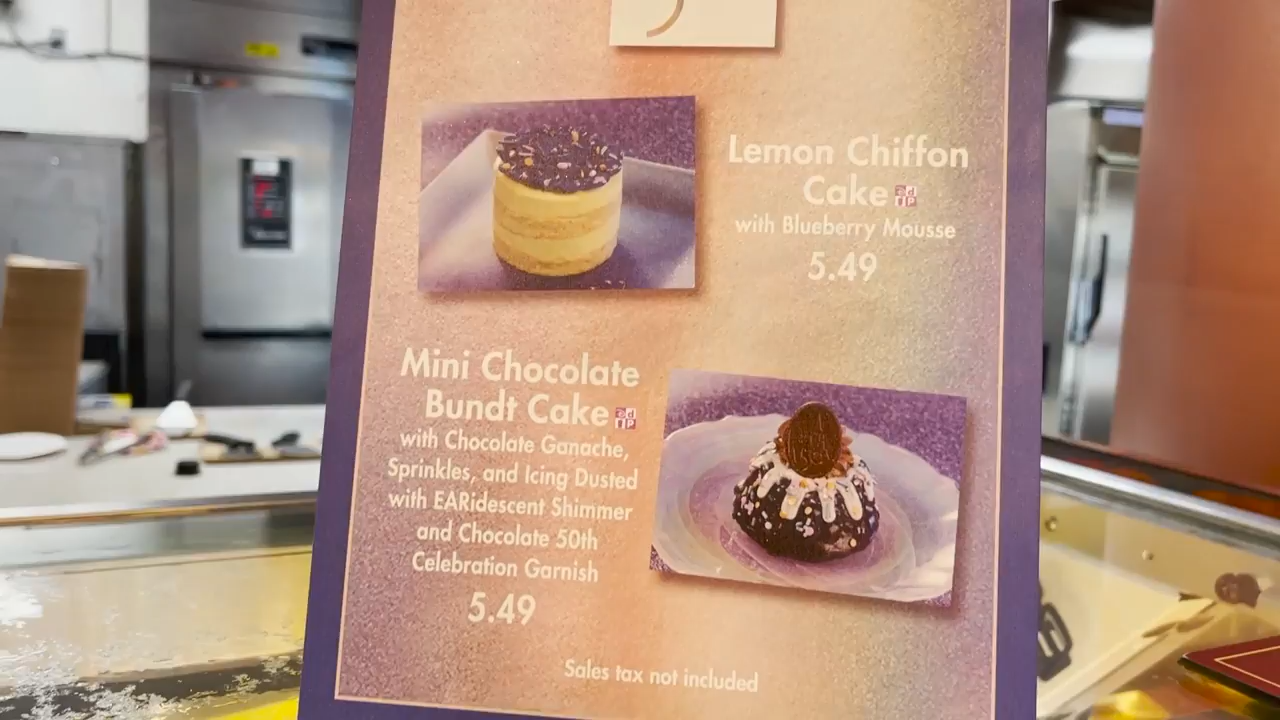 Lemon Chiffon
Cake
with Blueberry Mousse
5.49
Mini Chocolate
Bundt Cake
with Chocolate Ganache,
Sprinkles, and Icing Dusted
with EARidescent Shimmer
and Chocolate 50th
Celebration Garnish
5.49
Sales tax not included